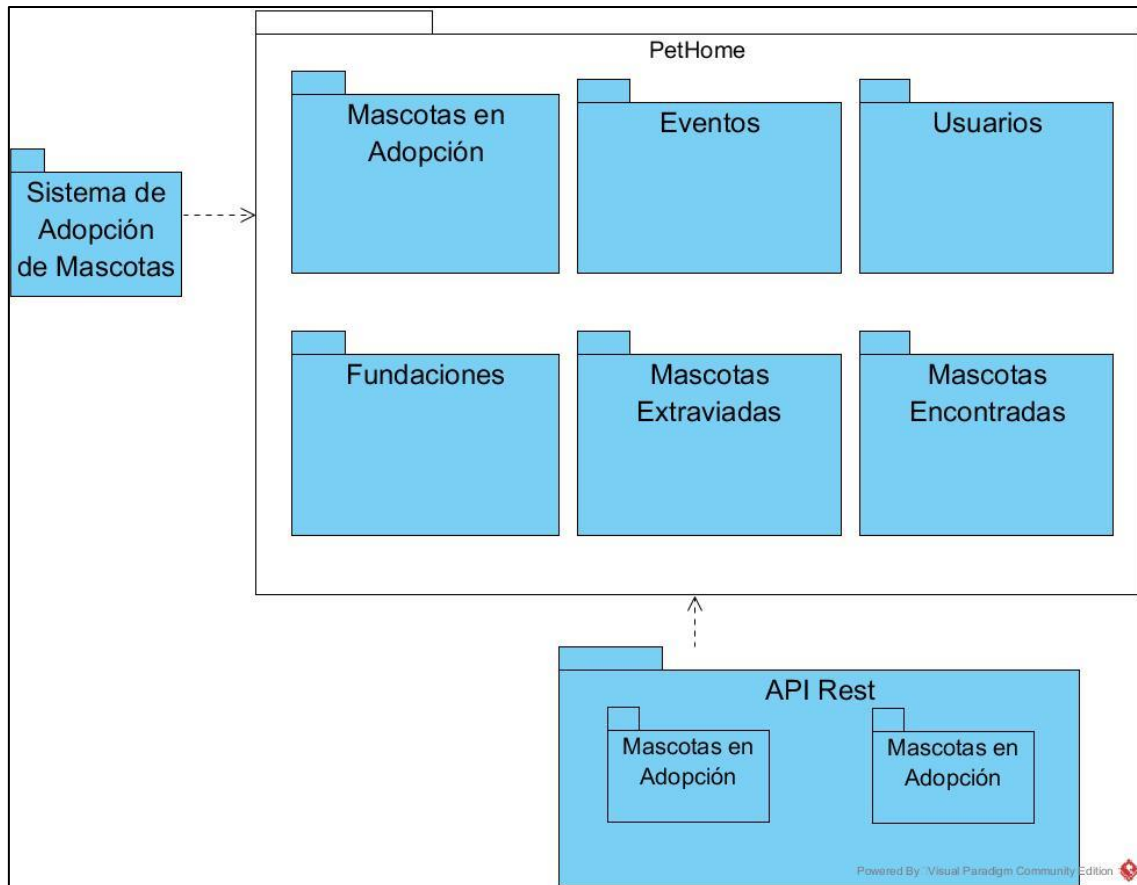 PetHome
Mascotas en
Adopción
Eventos
Usuarios
Sistema de
Adopción
de Mascotas
Fundaciones
Mascotas
Extraviadas
Mascotas
Encontradas
API Rest
Mascotas en
Adopción
Mascotas en
Adopción
Powered By Visual Paradigm Community Edition